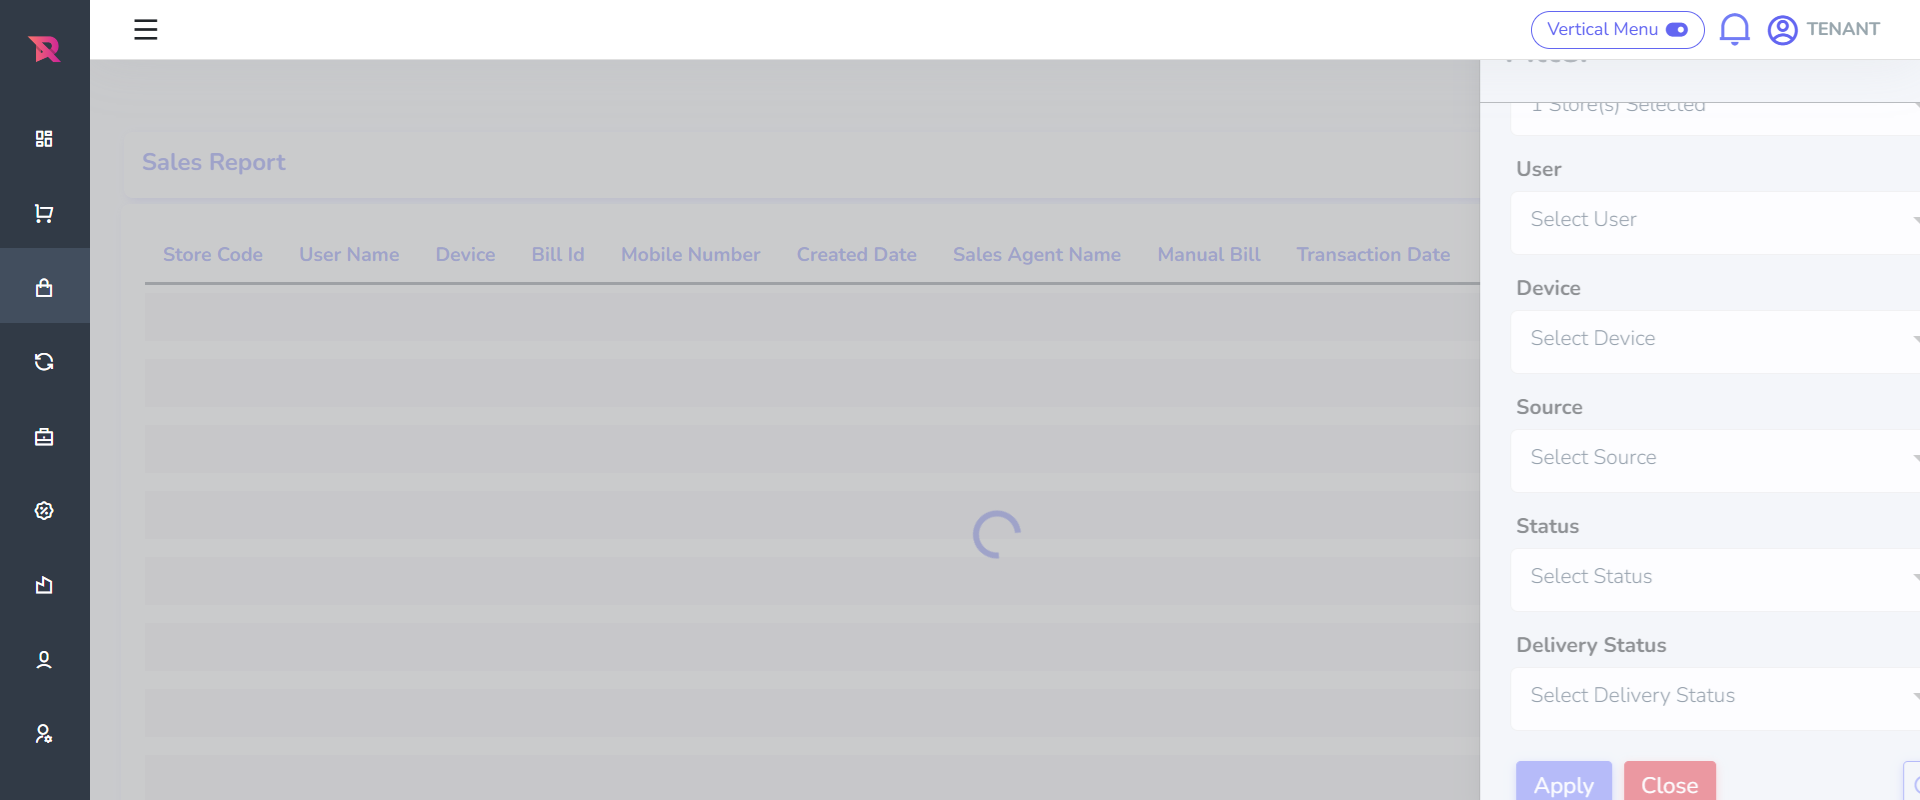 Vertical Menu
TENANT
Sales Report
Store Code User Name Device Bill Id Mobile Number Created Date Sales Agent Name Manual Bill Transaction Date
1 Store(s) Selected
User
Select User
Device
Select Device
Source
Select Source
Status
Select Status
Delivery Status
Select Delivery Status
Apply Close